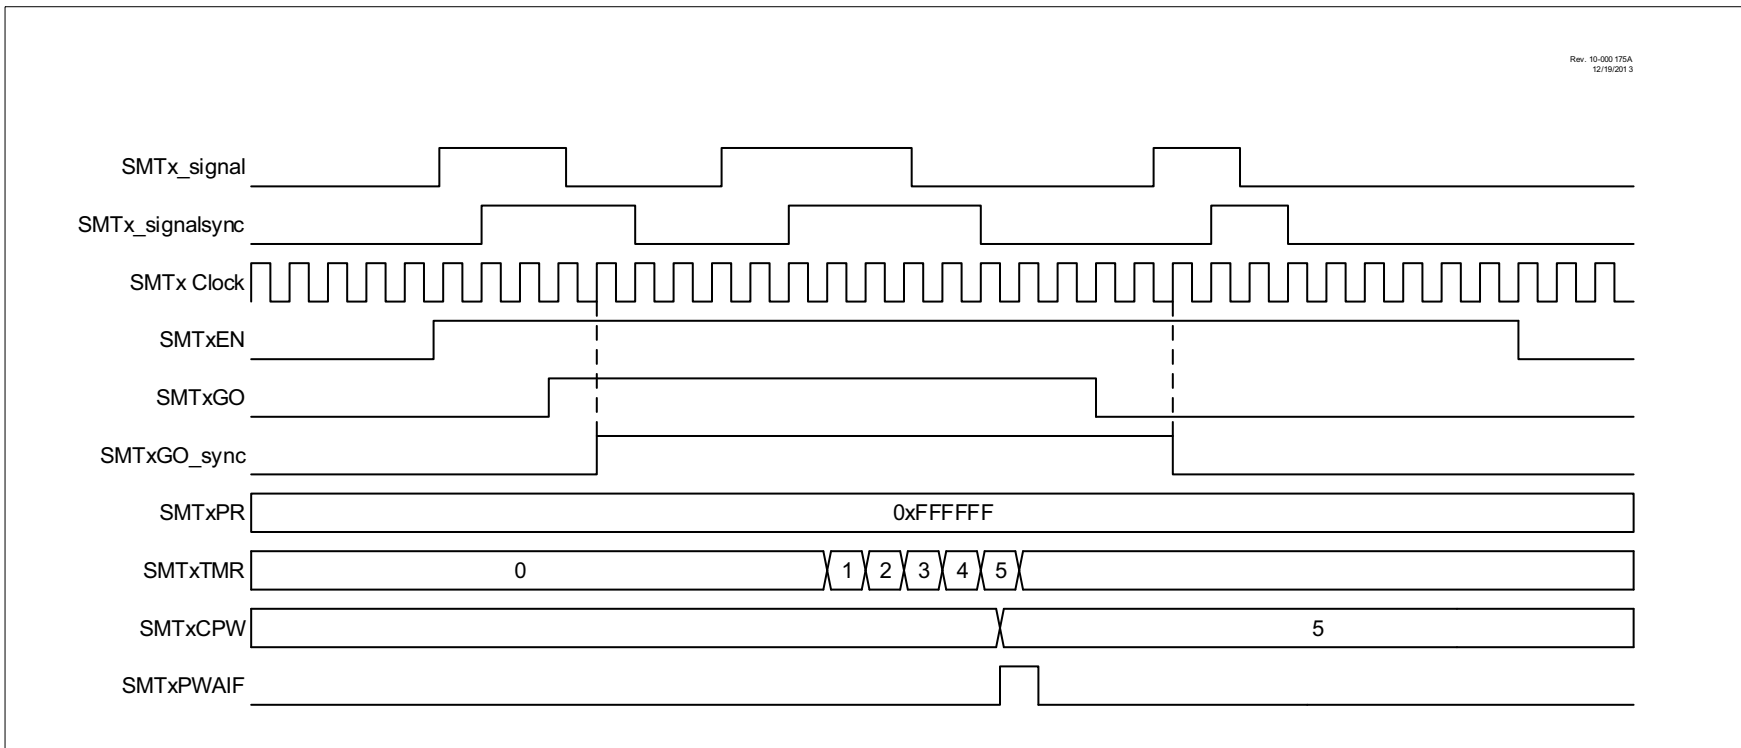 Rev. 10-000 175A
12/19/201 3
SMTx_signal
SMTx_signalsync
SMTx Clock
SMTxEN
SMTxGO
SMTxGO_sync
SMTxPR 0xFFFFFF
SMTxTMR 0 1 2 3 4 5
SMTxCPW 5
SMTxPWAIF